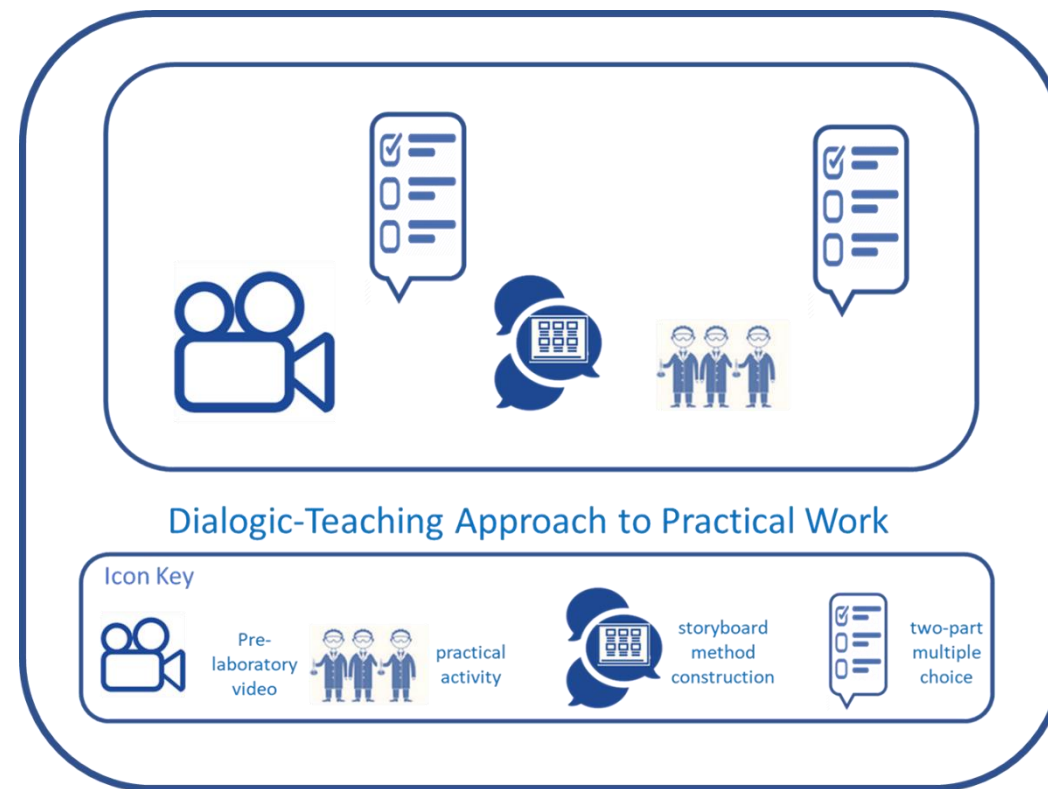 Dialogic-Teaching Approach to Practical Work
Icon Key
Pre-
laboratory
video
practical
activity
storyboard
method
construction
two-part
multiple
choice